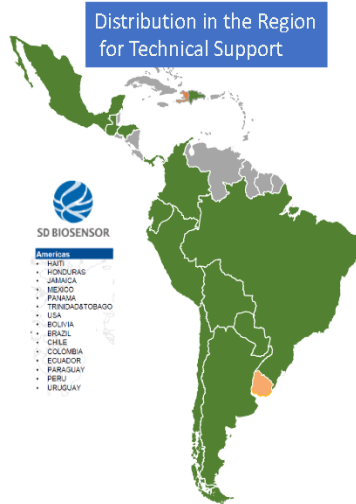 Distribution in the Region
for Technical Support
SD BIOSENSOR
Americas
• HAITI
• HONDURAS
• JAMAICA
• MEXICO
• PANAMA
• TRINIDAD&TOBAGO
• USA
• BOLIVIA
• BRAZIL
• CHILE
• COLOMBIA
• ECUADOR
• PARAGUAY
• PERU
• URUGUAY